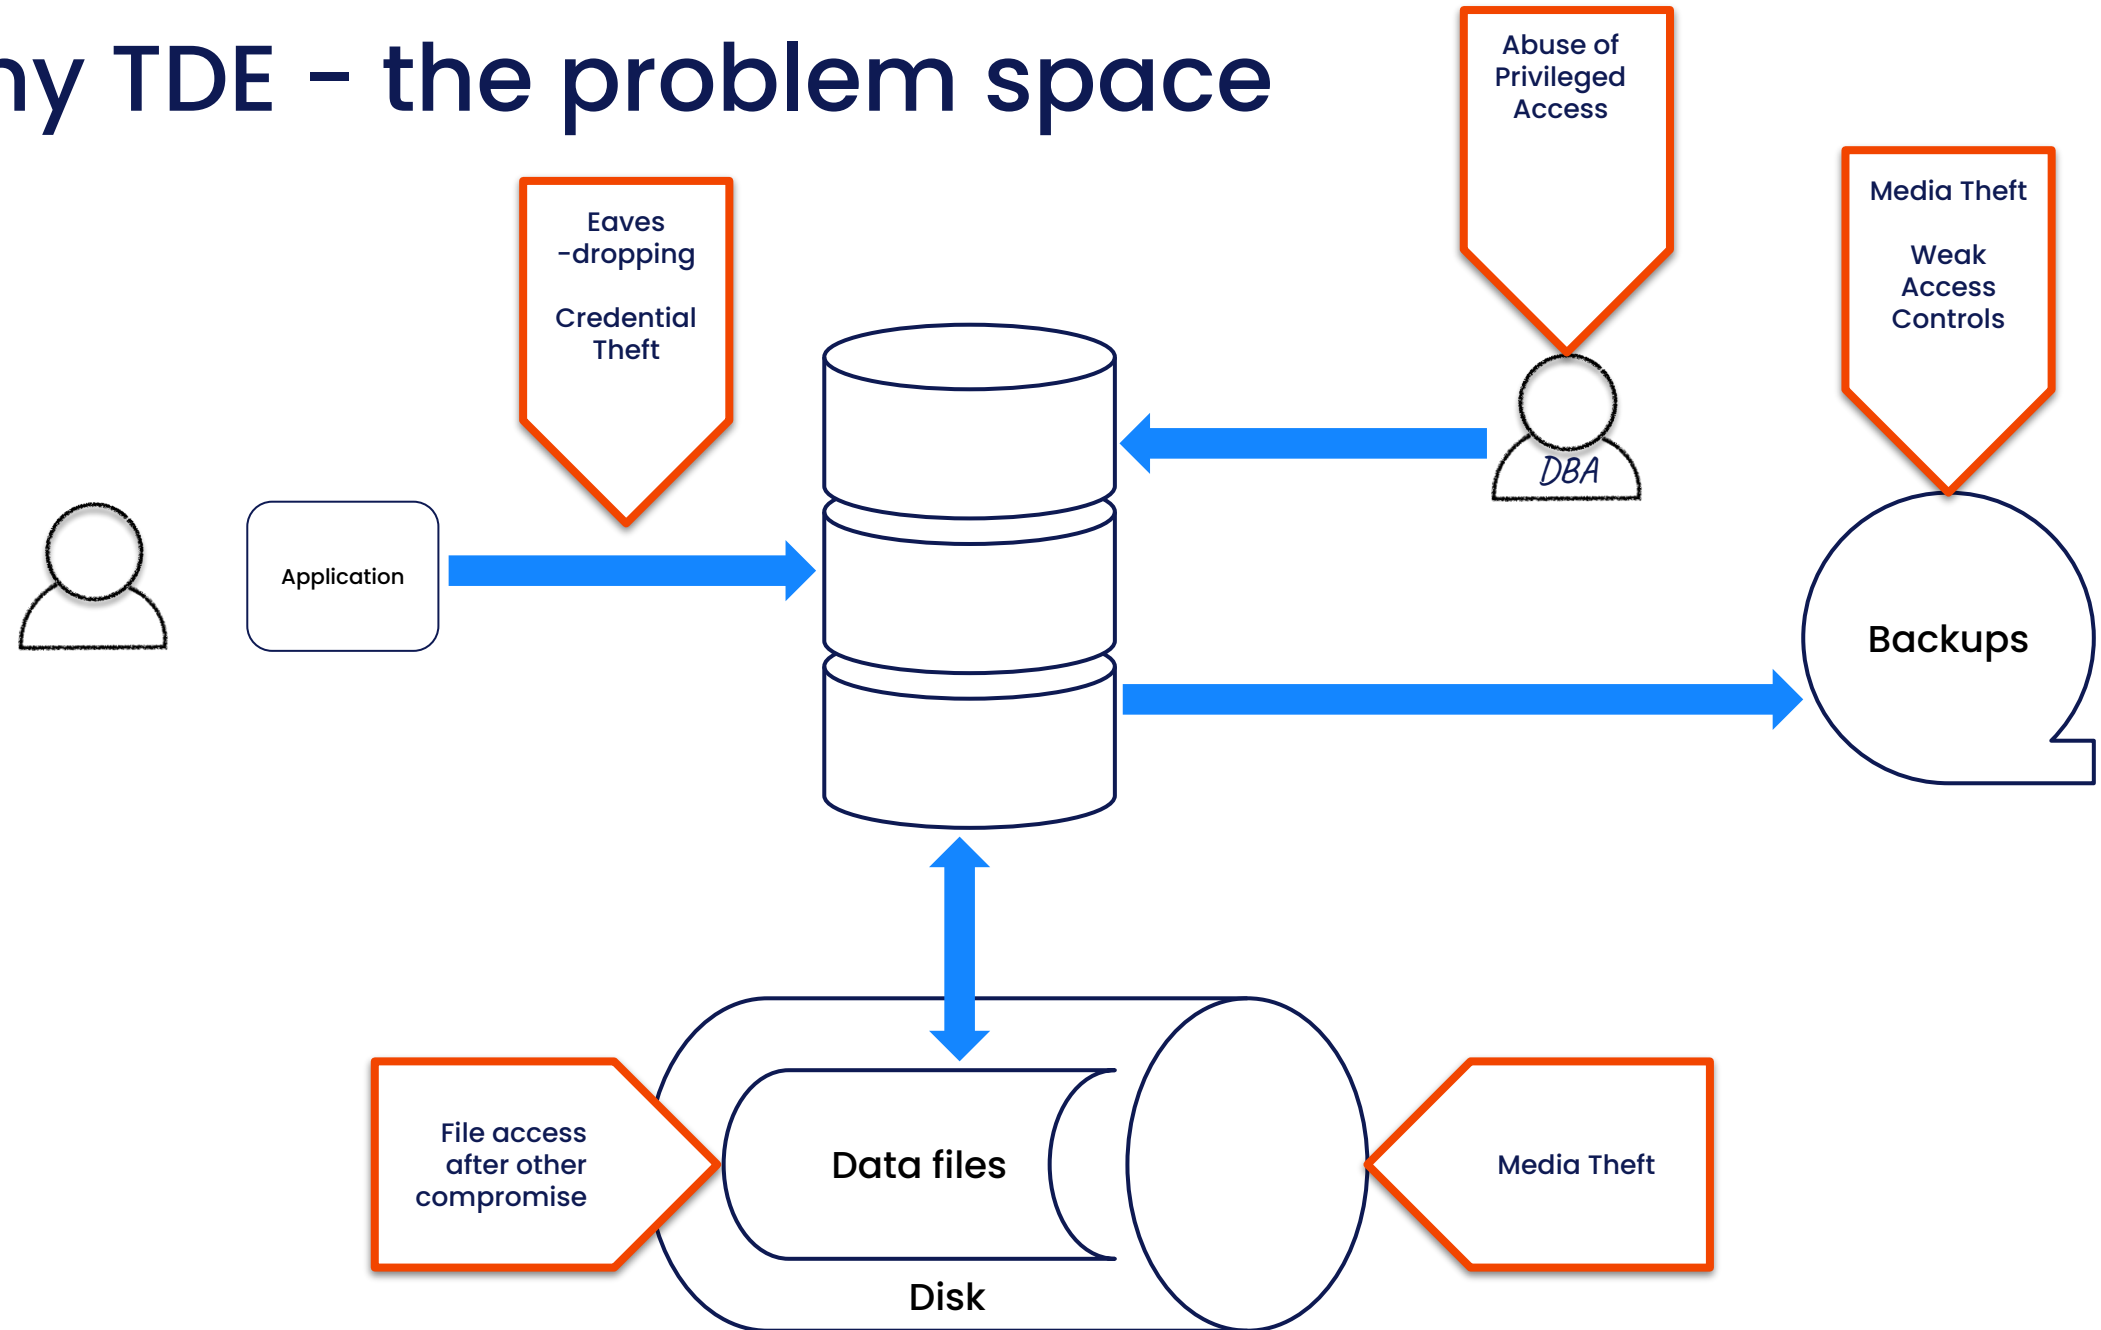 hy TDE - the problem space
Abuse of
Privileged
Access
Media Theft
Weak
Access
Controls
Eaves
-dropping
Credential
Theft
DBA
Application
Backups
File access
after other
compromise
Data files
Media Theft
Disk